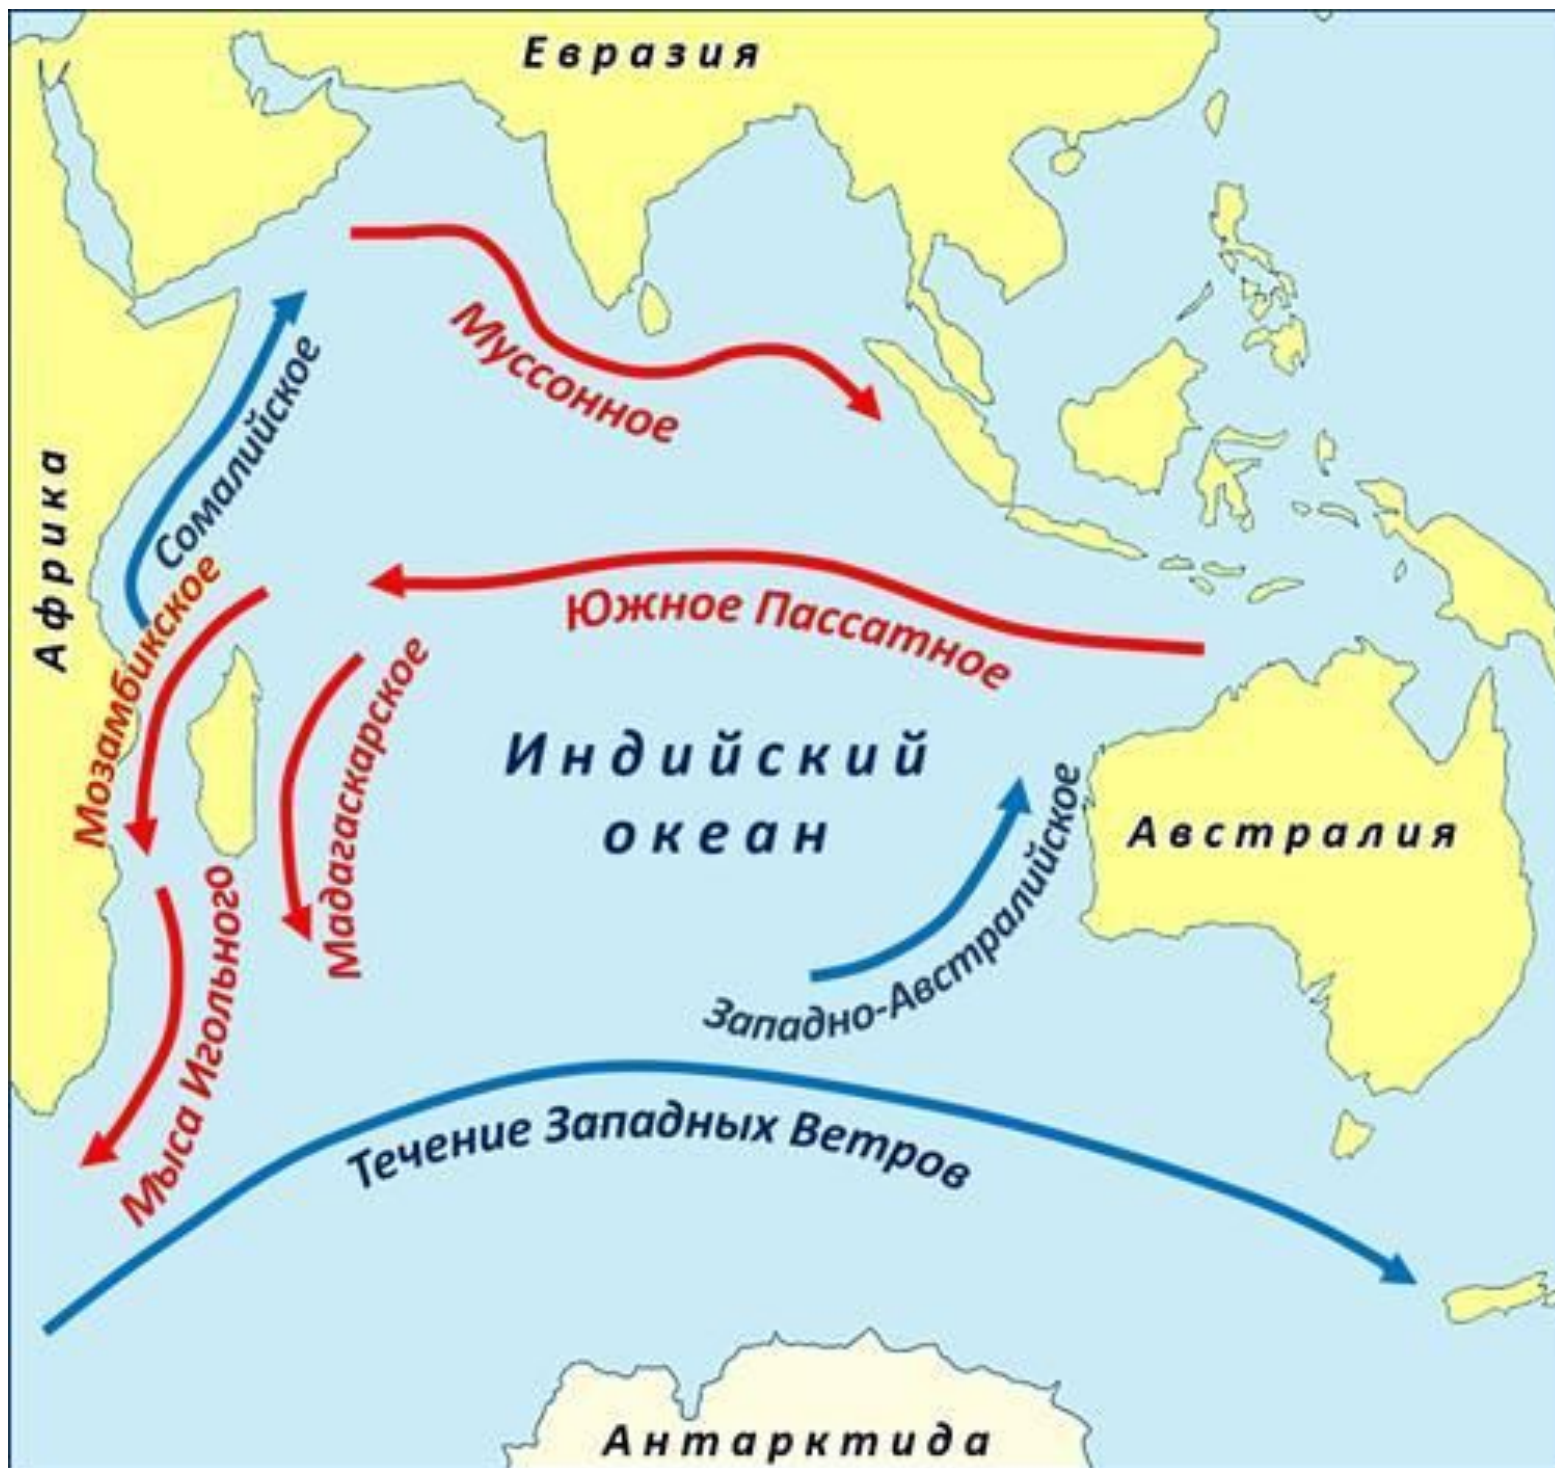 Евразия
Муссонное
Сомалийское
Африка
Мозамбикское
Южное Пассатное
Мадагаскарское
Индийский
океан
Западно-Австралийское
Австралия
Мыса Игольного
Течение Западных Ветров
Антарктида